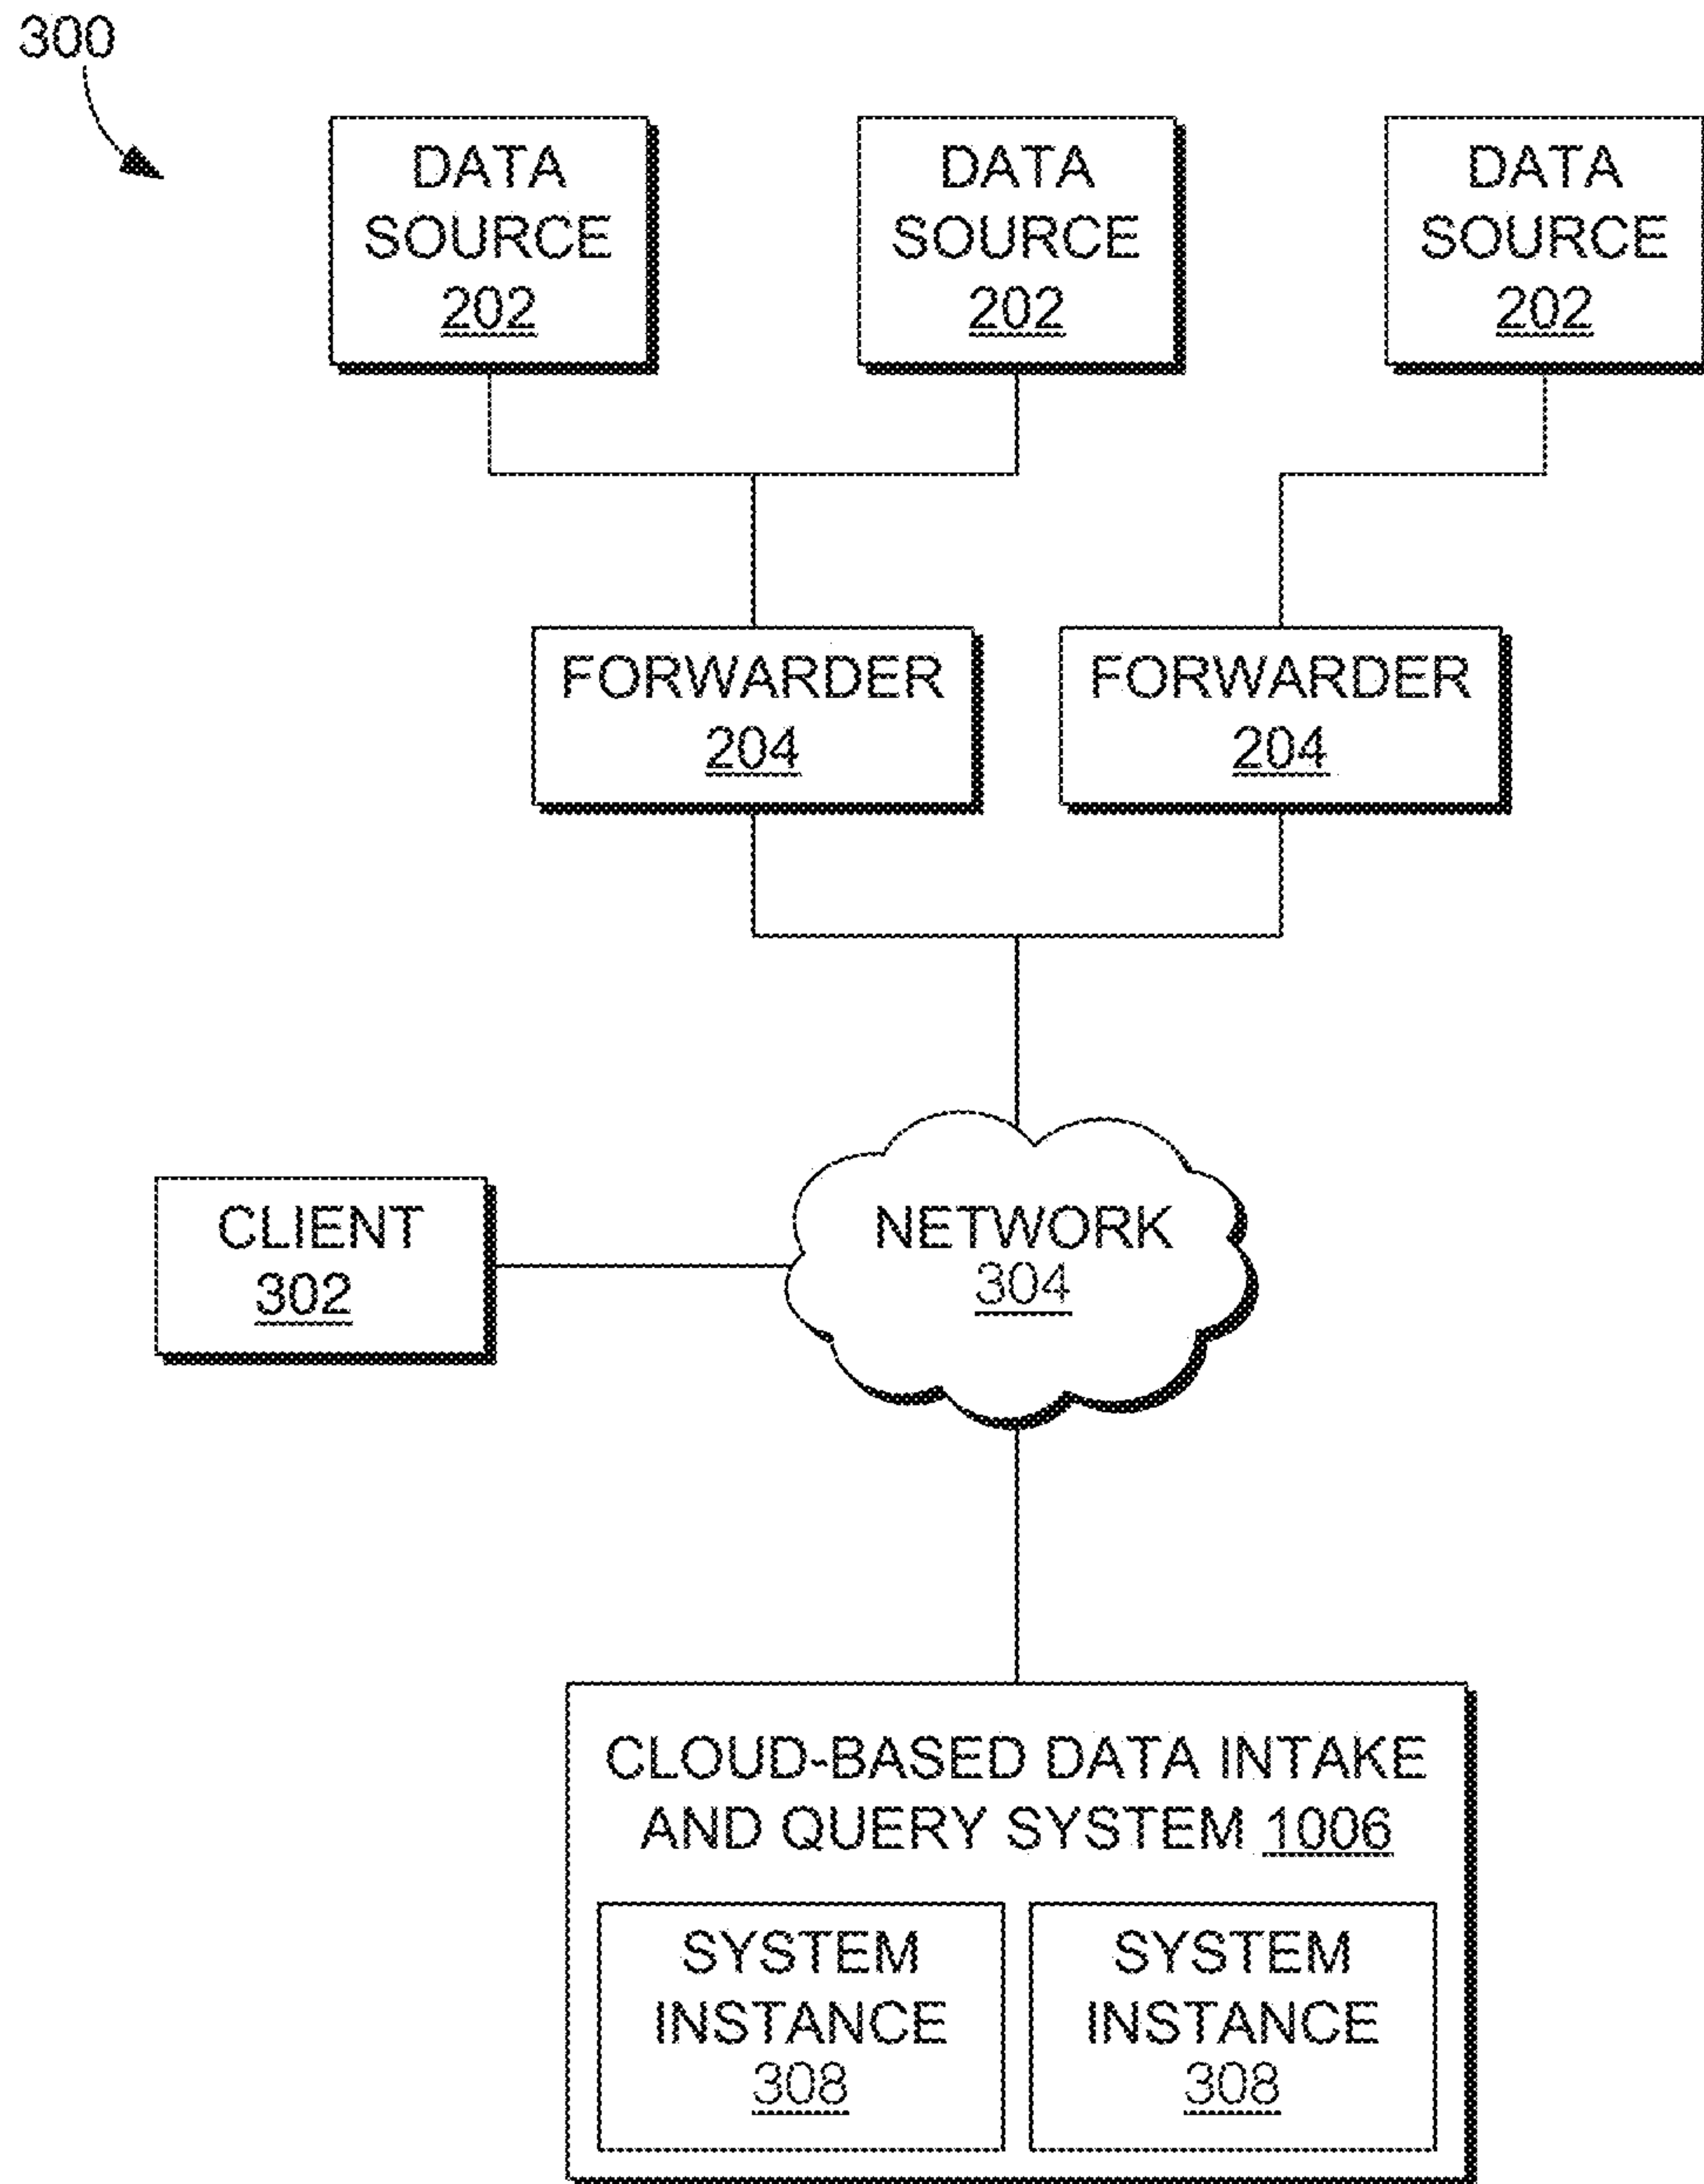 300
DATA
SOURCE
202
DATA
SOURCE
202
DATA
SOURCE
202
FORWARDER
204
FORWARDER
204
CLIENT
302
NETWORK
304
CLOUD-BASED DATA INTAKE
AND QUERY SYSTEM 1006
SYSTEM
INSTANCE
308
SYSTEM
INSTANCE
308